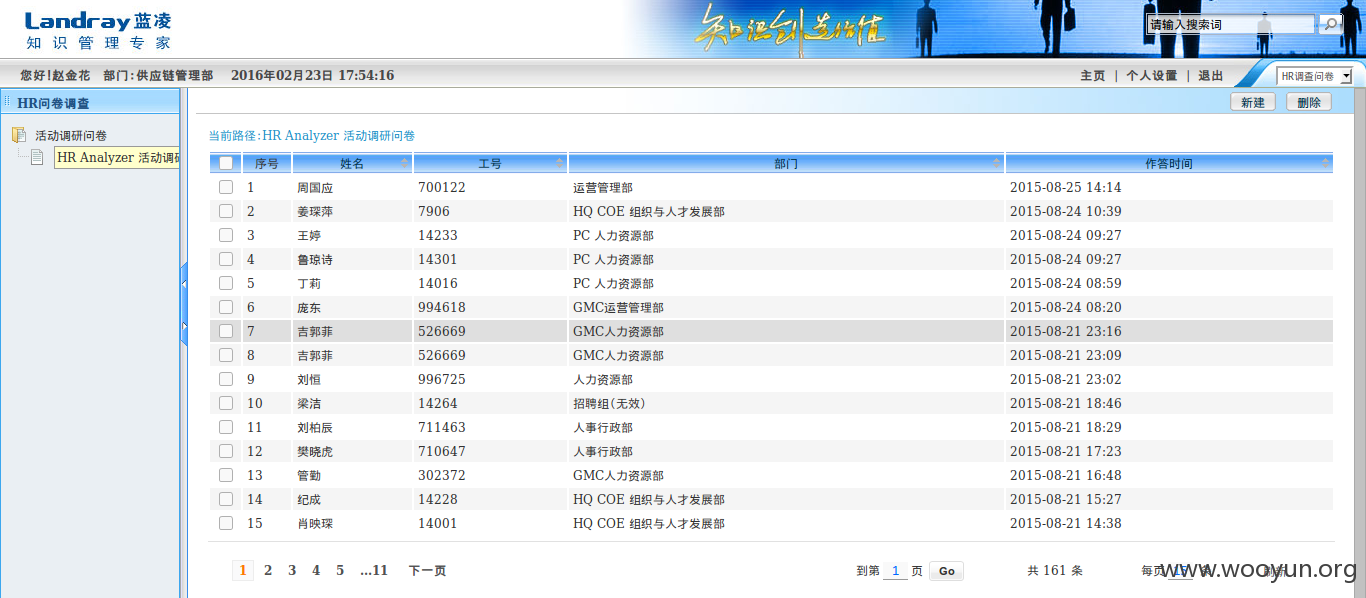 Landray 蓝凌
知识管理专家
知识创造价值
请输入搜索词
您好!赵金花 部门:供应链管理部 2016年02月23日 17:54:16
主页 | 个人设置 | 退出
HR调查问卷
HR问卷调查
新建 删除
活动调研问卷
HR Analyzer 活动调研
当前路径:HR Analyzer 活动调研问卷
序号 姓名 工号 部门 作答时间
1 周国应 700122 运营管理部 2015-08-25 14:14
2 姜琛萍 7906 HQ COE 组织与人才发展部 2015-08-24 10:39
3 王婷 14233 PC 人力资源部 2015-08-24 09:27
4 鲁琼诗 14301 PC 人力资源部 2015-08-24 09:27
5 丁莉 14016 PC 人力资源部 2015-08-24 08:59
6 庞东 994618 GMC运营管理部 2015-08-24 08:20
7 吉郭菲 526669 GMC人力资源部 2015-08-21 23:16
8 吉郭菲 526669 GMC人力资源部 2015-08-21 23:09
9 刘恒 996725 人力资源部 2015-08-21 23:02
10 梁洁 14264 招聘组(无效) 2015-08-21 18:46
11 刘柏辰 711463 人事行政部 2015-08-21 18:29
12 樊晓虎 710647 人事行政部 2015-08-21 17:23
13 管勤 302372 GMC人力资源部 2015-08-21 16:48
14 纪成 14228 HQ COE 组织与人才发展部 2015-08-21 15:27
15 肖映琛 14001 HQ COE 组织与人才发展部 2015-08-21 14:38
1 2 3 4 5 ...11 下一页
到第 1 页 Go
共 161 条
每页 15 条
刷新
www.wooyun.org